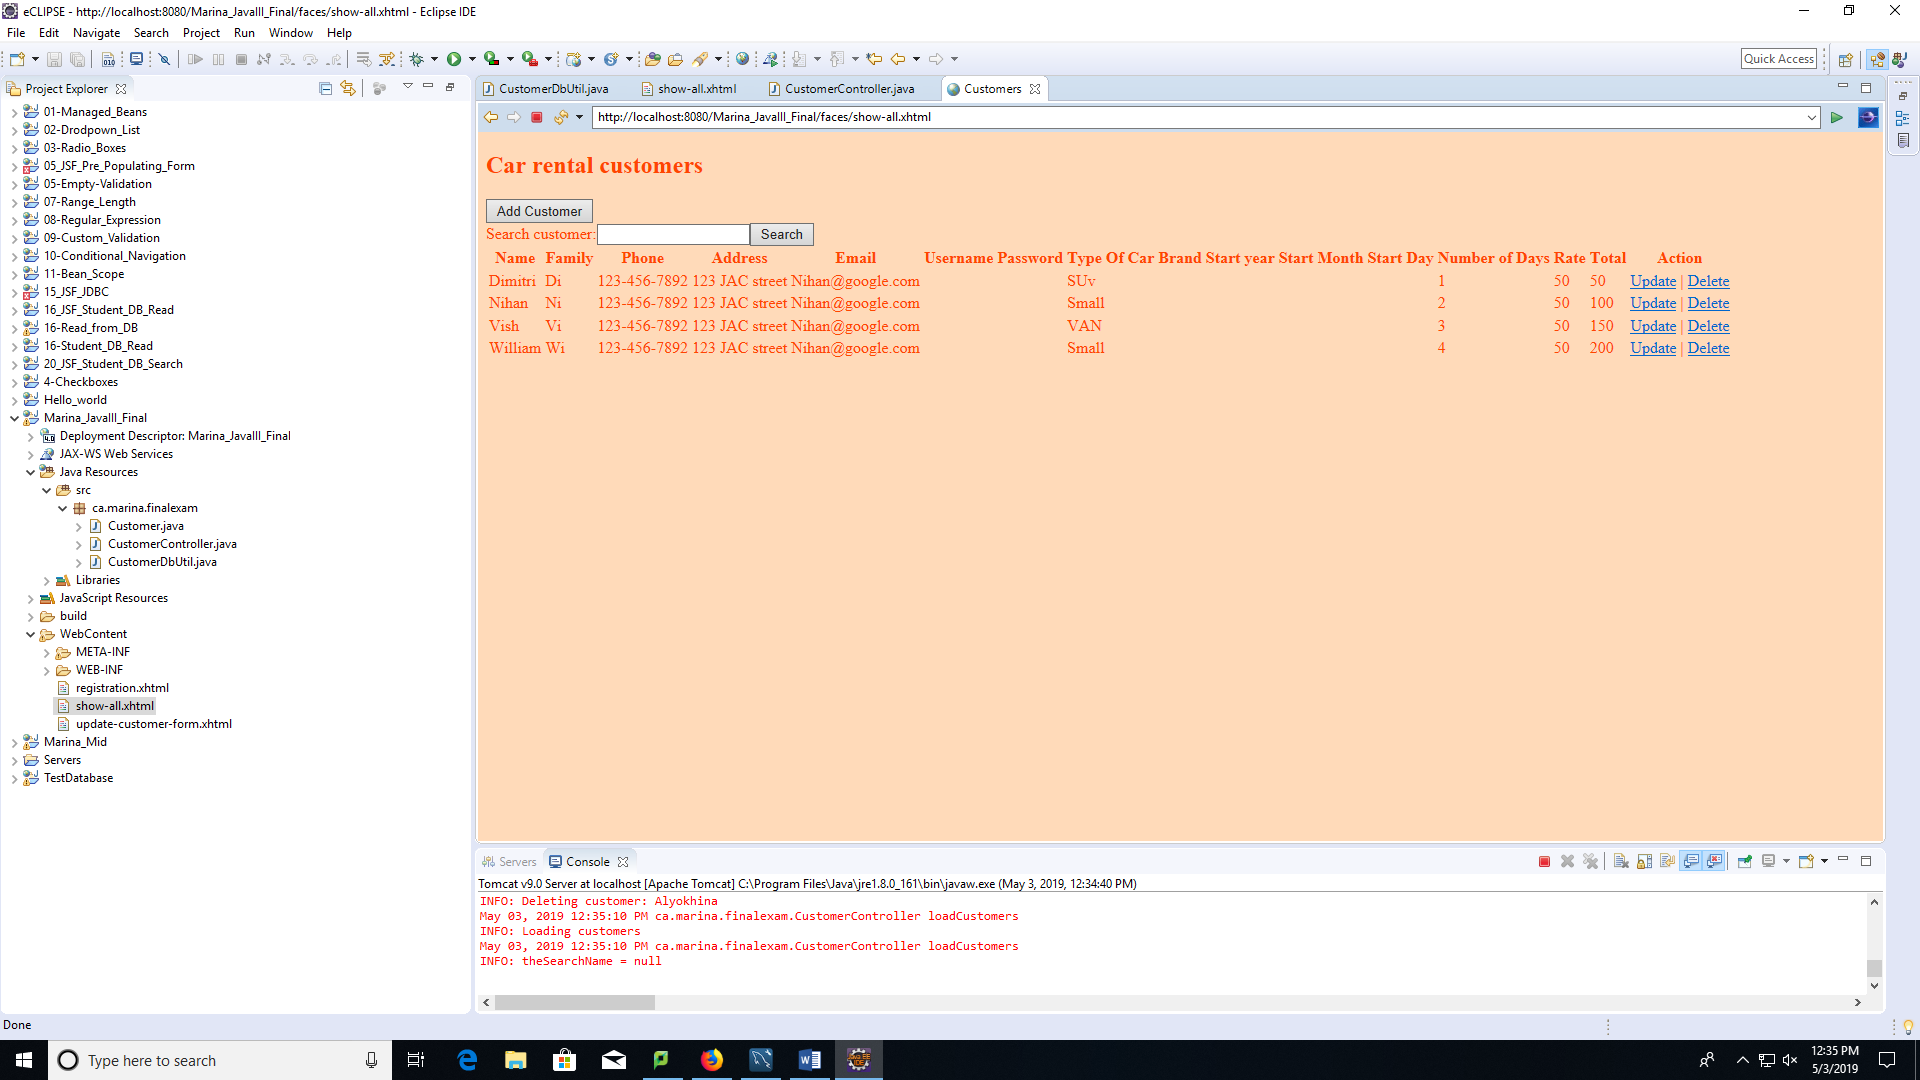 eCLIPSE - http://localhost:8080/Marina_JavaIII_Final/faces/show-all.xhtml - Eclipse IDE
File Edit Navigate Search Project Run Window Help
Quick Access
Project Explorer
01-Managed_Beans
02-Drodpown_List
03-Radio_Boxes
05_JSF_Pre_Populating_Form
05-Empty-Validation
07-Range_Length
08-Regular_Expression
09-Custom_Validation
10-Conditional_Navigation
11-Bean_Scope
15_JSF_JDBC
16_JSF_Student_DB_Read
16-Read_from_DB
16-Student_DB_Read
20_JSF_Student_DB_Search
4-Checkboxes
Hello_world
Marina_JavaIII_Final
Deployment Descriptor: Marina_JavaIII_Final
JAX-WS Web Services
Java Resources
src
ca.marina.finalexam
Customer.java
CustomerController.java
CustomerDbUtil.java
Libraries
JavaScript Resources
build
WebContent
META-INF
WEB-INF
registration.xhtml
show-all.xhtml
update-customer-form.xhtml
Marina_Mid
Servers
TestDatabase
CustomerDbUtil.java show-all.xhtml CustomerController.java Customers
http://localhost:8080/Marina_JavaIII_Final/faces/show-all.xhtml
Car rental customers
Add Customer
Search customer: Search
Name Family Phone Address Email Username Password Type Of Car Brand Start year Start Month Start Day Number of Days Rate Total Action
Dimitri Di 123-456-7892 123 JAC street Nihan@google.com SUv 1 50 50 Update | Delete
Nihan Ni 123-456-7892 123 JAC street Nihan@google.com Small 2 50 100 Update | Delete
Vish Vi 123-456-7892 123 JAC street Nihan@google.com VAN 3 50 150 Update | Delete
William Wi 123-456-7892 123 JAC street Nihan@google.com Small 4 50 200 Update | Delete
Servers Console
Tomcat v9.0 Server at localhost [Apache Tomcat] C:\Program Files\Java\jre1.8.0_161\bin\javaw.exe (May 3, 2019, 12:34:40 PM)
INFO: Deleting customer: Alyokhina
May 03, 2019 12:35:10 PM ca.marina.finalexam.CustomerController loadCustomers
INFO: Loading customers
May 03, 2019 12:35:10 PM ca.marina.finalexam.CustomerController loadCustomers
INFO: theSearchName = null
Done
Type here to search
12:35 PM
5/3/2019